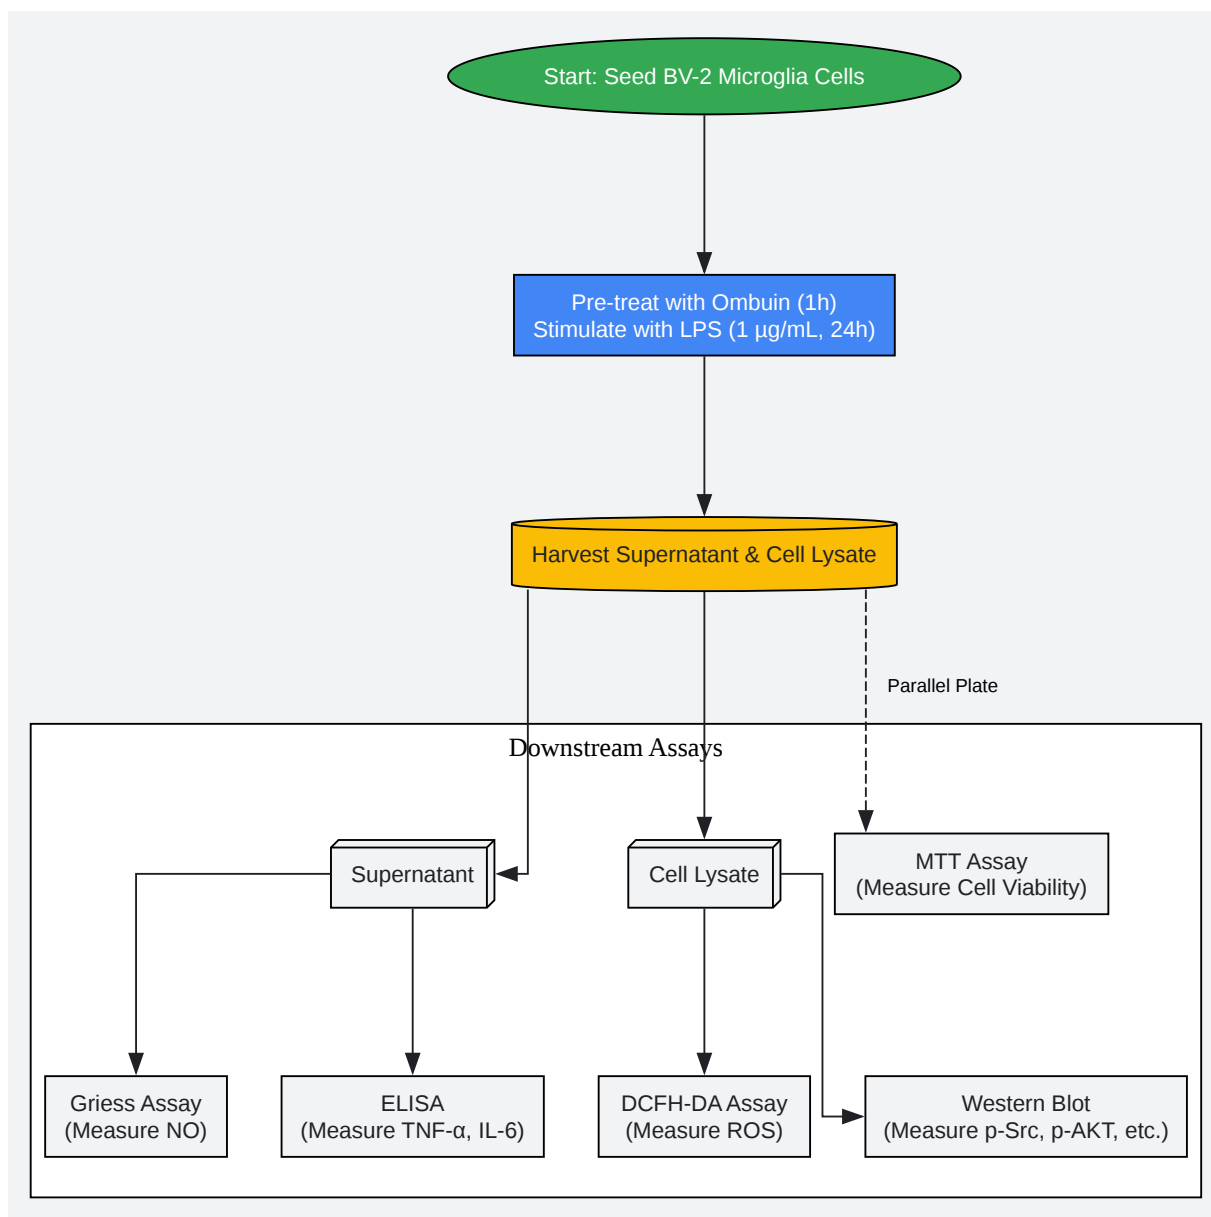 Start: Seed BV-2 Microglia Cells
Pre-treat with Ombuin (1h)
Stimulate with LPS (1 µg/mL, 24h)
Harvest Supernatant & Cell Lysate
Parallel Plate
Downstream Assays
Supernatant
Cell Lysate
MTT Assay
(Measure Cell Viability)
Griess Assay
(Measure NO)
ELISA
(Measure TNF-α, IL-6)
DCFH-DA Assay
(Measure ROS)
Western Blot
(Measure p-Src, p-AKT, etc.)